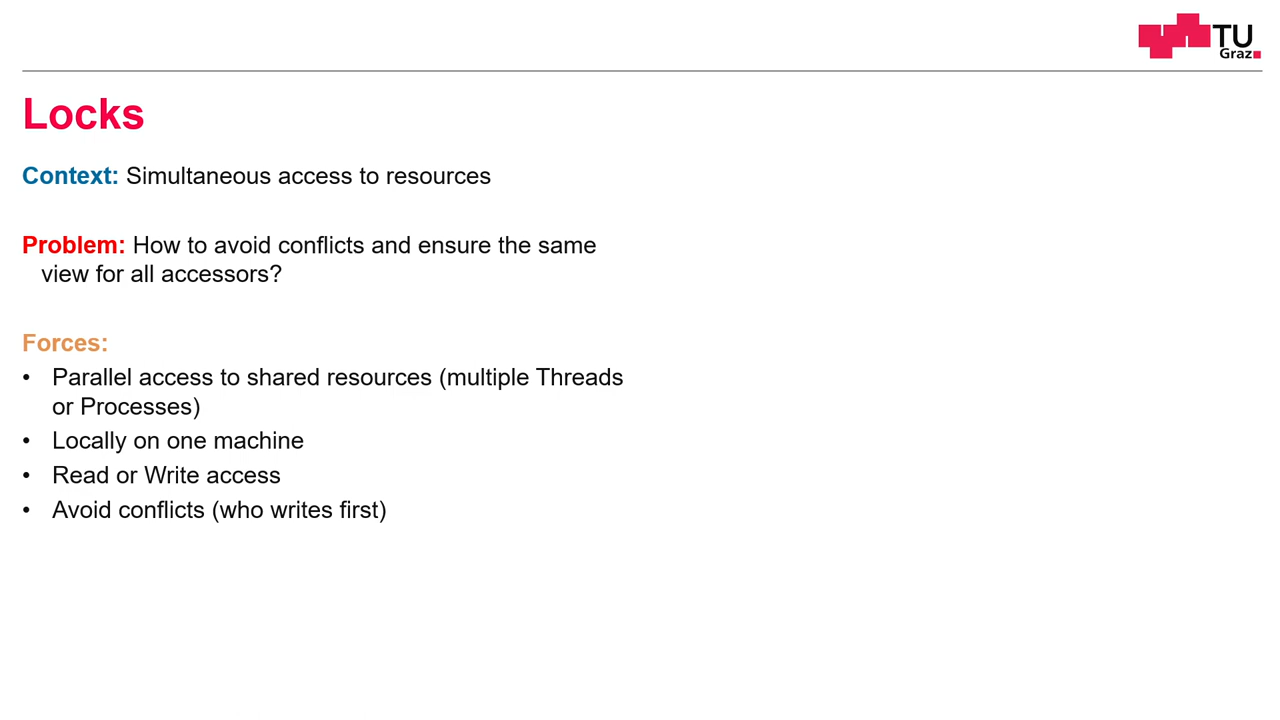 TU
Graz
Locks
Context: Simultaneous access to resources
Problem: How to avoid conflicts and ensure the same
view for all accessors?
Forces:
• Parallel access to shared resources (multiple Threads
or Processes)
• Locally on one machine
• Read or Write access
• Avoid conflicts (who writes first)